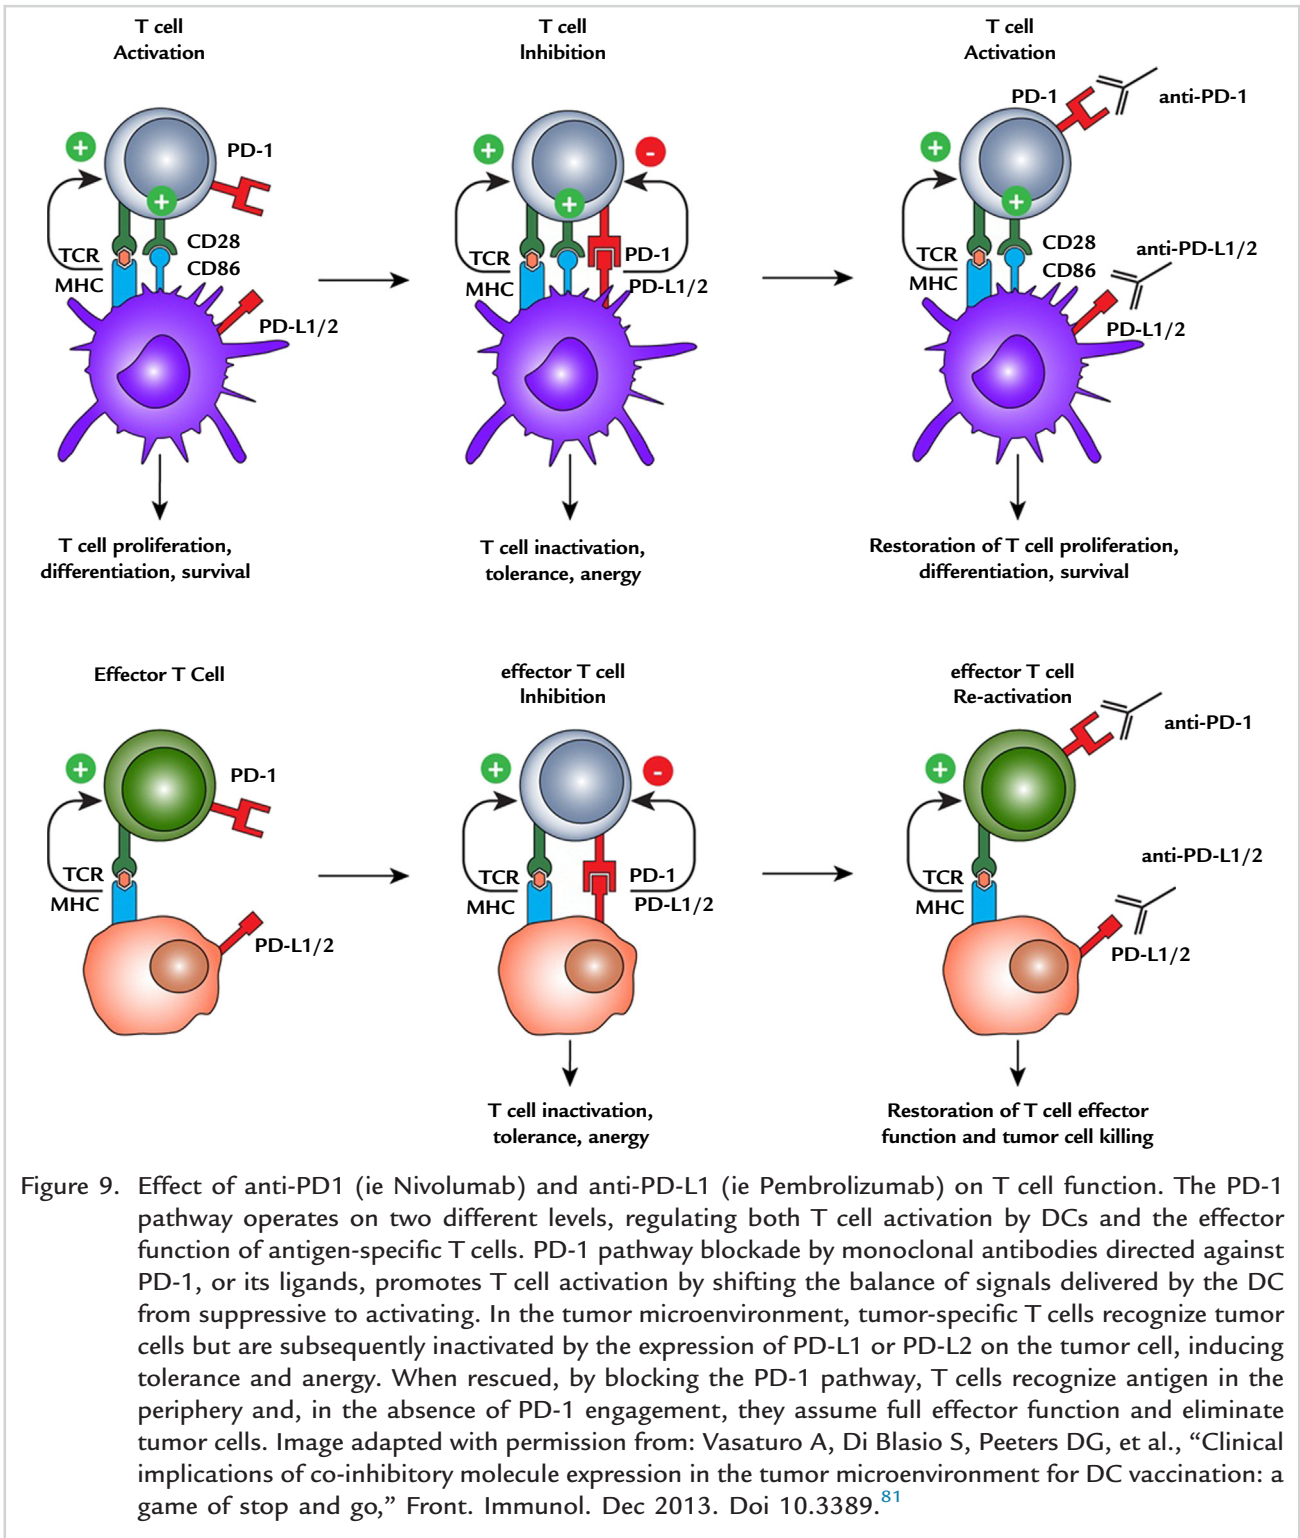 T cell
Activation
T cell
Inhibition
T cell
Activation
PD-1
TCR
MHC
CD28
CD86
PD-L1/2
TCR
MHC
PD-1
PD-L1/2
PD-1
anti-PD-1
TCR
MHC
CD28
CD86
anti-PD-L1/2
PD-L1/2
T cell proliferation,
differentiation, survival
T cell inactivation,
tolerance, anergy
Restoration of T cell proliferation,
differentiation, survival
Effector T Cell
effector T cell
Inhibition
effector T cell
Re-activation
PD-1
TCR
MHC
PD-L1/2
TCR
MHC
PD-1
PD-L1/2
anti-PD-1
TCR
MHC
anti-PD-L1/2
PD-L1/2
T cell inactivation,
tolerance, anergy
Restoration of T cell effector
function and tumor cell killing
Figure 9. Effect of anti-PD1 (ie Nivolumab) and anti-PD-L1 (ie Pembrolizumab) on T cell function. The PD-1
pathway operates on two different levels, regulating both T cell activation by DCs and the effector
function of antigen-specific T cells. PD-1 pathway blockade by monoclonal antibodies directed against
PD-1, or its ligands, promotes T cell activation by shifting the balance of signals delivered by the DC
from suppressive to activating. In the tumor microenvironment, tumor-specific T cells recognize tumor
cells but are subsequently inactivated by the expression of PD-L1 or PD-L2 on the tumor cell, inducing
tolerance and anergy. When rescued, by blocking the PD-1 pathway, T cells recognize antigen in the
periphery and, in the absence of PD-1 engagement, they assume full effector function and eliminate
tumor cells. Image adapted with permission from: Vasaturo A, Di Blasio S, Peeters DG, et al., “Clinical
implications of co-inhibitory molecule expression in the tumor microenvironment for DC vaccination: a
game of stop and go,” Front. Immunol. Dec 2013. Doi 10.3389.81